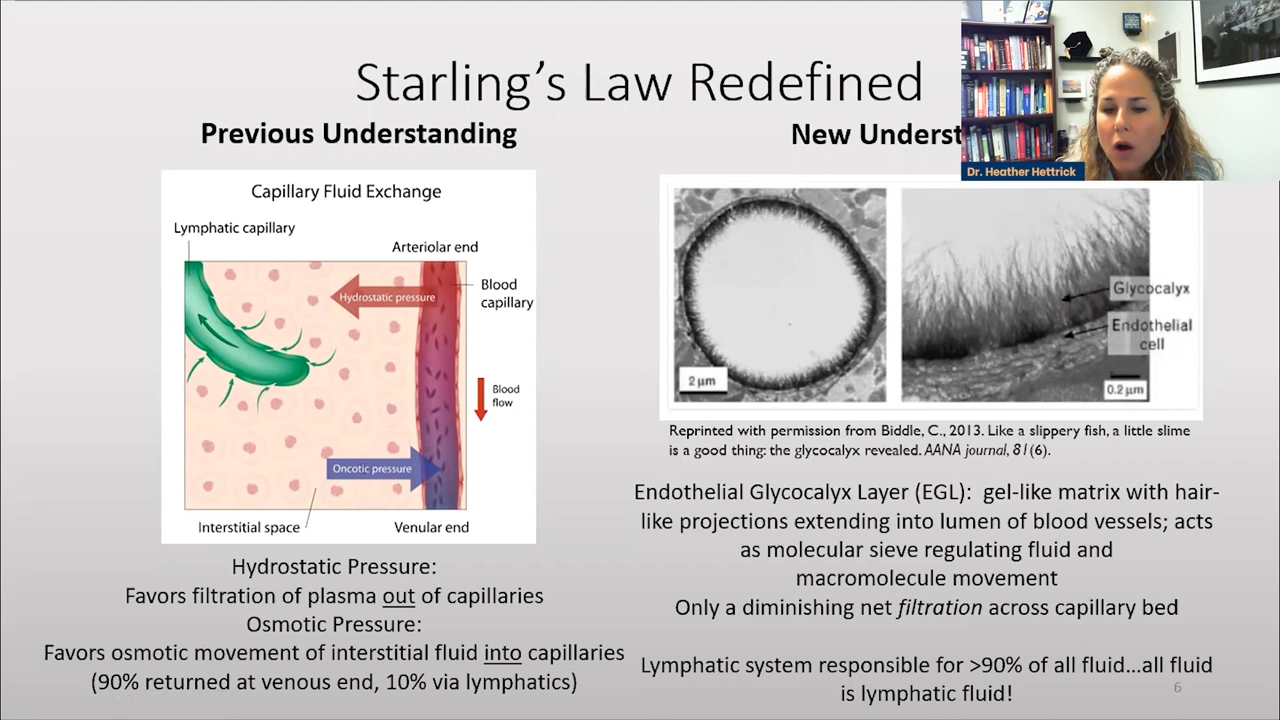 Starling's Law Redefined
Previous Understanding
Capillary Fluid Exchange
Lymphatic capillary
Arteriolar end
Hydrostatic pressure
Blood
capillary
Blood
flow
Oncotic pressure
Interstitial space
Venular end
Hydrostatic Pressure:
Favors filtration of plasma out of capillaries
Osmotic Pressure:
Favors osmotic movement of interstitial fluid into capillaries
(90% returned at venous end, 10% via lymphatics)
New Underst
Dr. Heather Hettrick
2 µm
Glycocalyx
Endothelial
cell
0.2 µm
Reprinted with permission from Biddle, C., 2013. Like a slippery fish, a little slime
is a good thing: the glycocalyx revealed. AANA journal, 81(6).
Endothelial Glycocalyx Layer (EGL): gel-like matrix with hair-
like projections extending into lumen of blood vessels; acts
as molecular sieve regulating fluid and
macromolecule movement
Only a diminishing net filtration across capillary bed
Lymphatic system responsible for >90% of all fluid...all fluid
is lymphatic fluid!
6